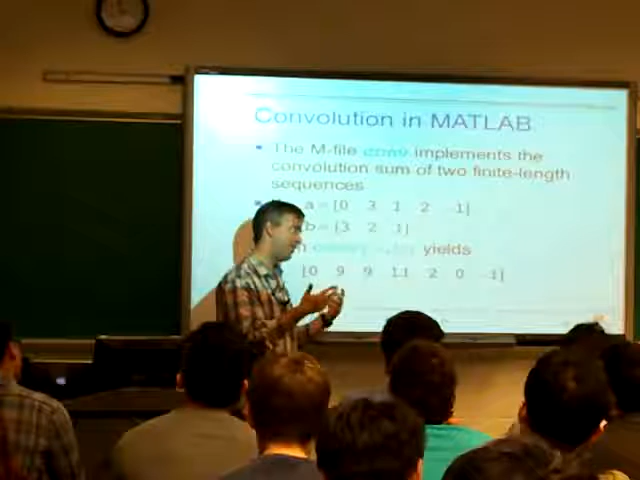 Convolution in MATLAB
• The M-file conv implements the
convolution sum of two finite-length
sequences
• a = [0 3 1 2 -1]
b = [3 2 1]
yields
[0 9 9 11 2 0 -1]